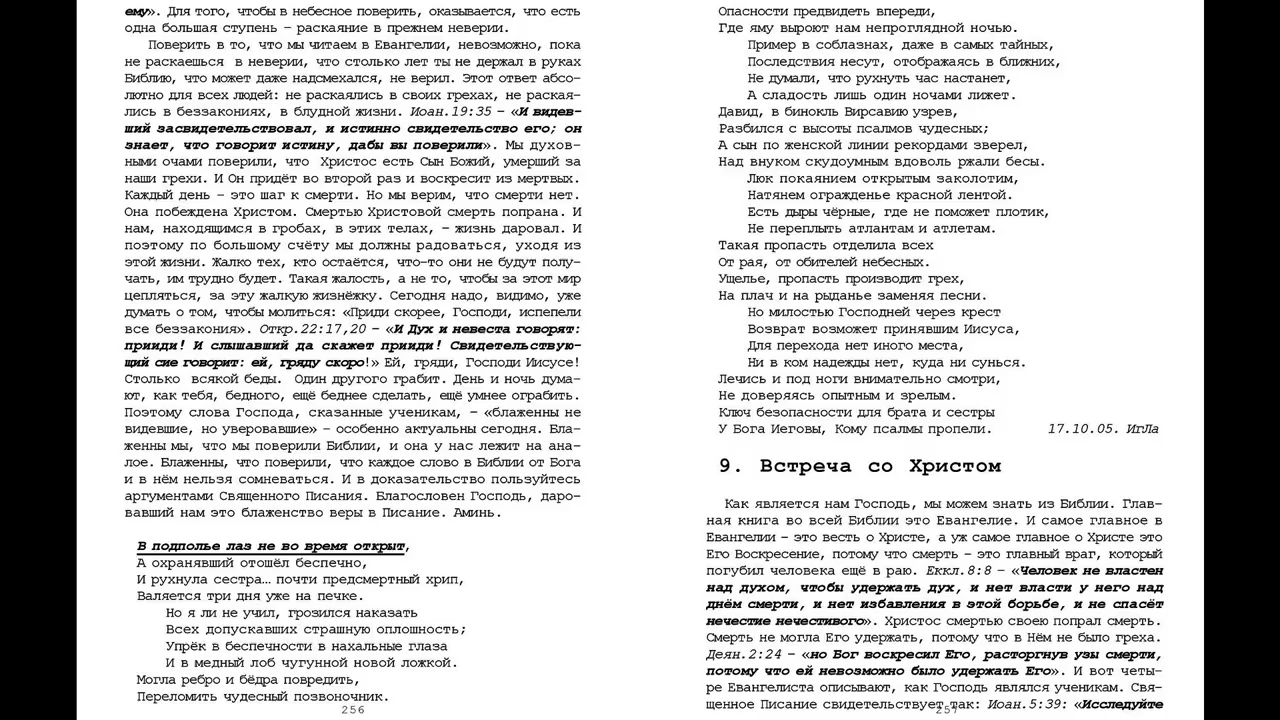 ему». Для того, чтобы в небесное поверить, оказывается, что есть
одна большая ступень – раскаяние в прежнем неверии.
Поверить в то, что мы читаем в Евангелии, невозможно, пока
не раскаешься в неверии, что столько лет ты не держал в руках
Библию, что может даже надсмехался, не верил. Этот ответ абсо-
лютно для всех людей: не раскаялись в своих грехах, не раская-
лись в беззакониях, в блудной жизни. Иоан.19:35 – «И видев-
ший засвидетельствовал, и истинно свидетельство его; он
знает, что говорит истину, дабы вы поверили». Мы духов-
ными очами поверили, что Христос есть Сын Божий, умерший за
наши грехи. И Он придёт во второй раз и воскресит из мертвых.
Каждый день – это шаг к смерти. Но мы верим, что смерти нет.
Она побеждена Христом. Смертью Христовой смерть попрана. И
нам, находящимся в гробах, в этих телах, – жизнь даровал. И
поэтому по большому счёту мы должны радоваться, уходя из
этой жизни. Жалко тех, кто остаётся, что-то они не будут полу-
чать, им трудно будет. Такая жалость, а не то, чтобы за этот мир
цепляться, за эту жалкую жизнёжку. Сегодня надо, видимо, уже
думать о том, чтобы молиться: «Приди скорее, Господи, испепели
все беззакония». Откр.22:17,20 – «И Дух и невеста говорят:
прииди! И слышавший да скажет прииди! Свидетельствую-
щий сие говорит: ей, гряду скоро!» Ей, гряди, Господи Иисусе!
Столько всякой беды. Один другого грабит. День и ночь дума-
ют, как тебя, бедного, ещё беднее сделать, ещё умнее ограбить.
Поэтому слова Господа, сказанные ученикам, – «блаженны не
видевшие, но уверовавшие» – особенно актуальны сегодня. Бла-
женны мы, что мы поверили Библии, и она у нас лежит на ана-
лое. Блаженны, что поверили, что каждое слово в Библии от Бога
и в нём нельзя сомневаться. И в доказательство пользуйтесь
аргументами Священного Писания. Благословен Господь, даро-
вавший нам это блаженство веры в Писание. Аминь.
В подполье лаз не во время открыт,
А охранявший отошёл беспечно,
И рухнула сестра… почти предсмертный хрип,
Валяется три дня уже на печке.
Но я ли не учил, грозился наказать
Всех допускавших страшную оплошность;
Упрёк в беспечности в нахальные глаза
И в медный лоб чугунной новой ложкой.
Могла ребро и бёдра повредить,
Переломить чудесный позвоночник.
256
Опасности предвидеть впереди,
Где яму выроют нам непроглядной ночью.
Пример в соблазнах, даже в самых тайных,
Последствия несут, отображаясь в ближних,
Не думали, что рухнуть час настанет,
А сладость лишь один ночами лижет.
Давид, в бинокль Вирсавию узрев,
Разбился с высоты псалмов чудесных;
А сын по женской линии рекордами зверел,
Над внуком скудоумным вдоволь ржали бесы.
Люк покаянием открытым заколотим,
Натянем огражденье красной лентой.
Есть дыры чёрные, где не поможет плотик,
Не переплыть атлантам и атлетам.
Такая пропасть отделила всех
От рая, от обителей небесных.
Ущелье, пропасть производит грех,
На плач и на рыданье заменяя песни.
Но милостью Господней через крест
Возврат возможет принявшим Иисуса,
Для перехода нет иного места,
Ни в ком надежды нет, куда ни сунься.
Лечись и под ноги внимательно смотри,
Не доверяясь опытным и зрелым.
Ключ безопасности для брата и сестры
У Бога Иеговы, Кому псалмы пропели. 17.10.05. ИгЛа
9. Встреча со Христом
Как является нам Господь, мы можем знать из Библии. Глав-
ная книга во всей Библии это Евангелие. И самое главное в
Евангелии – это весть о Христе, а уж самое главное о Христе это
Его Воскресение, потому что смерть – это главный враг, который
погубил человека ещё в раю. Еккл.8:8 – «Человек не властен
над духом, чтобы удержать дух, и нет власти у него над
днём смерти, и нет избавления в этой борьбе, и не спасёт
нечестие нечестивого». Христос смертью своею попрал смерть.
Смерть не могла Его удержать, потому что в Нём не было греха.
Деян.2:24 – «но Бог воскресил Его, расторгнув узы смерти,
потому что ей невозможно было удержать Его». И вот четы-
ре Евангелиста описывают, как Господь являлся ученикам. Свя-
щенное Писание свидетельствует так: Иоан.5:39: «Исследуйте
257